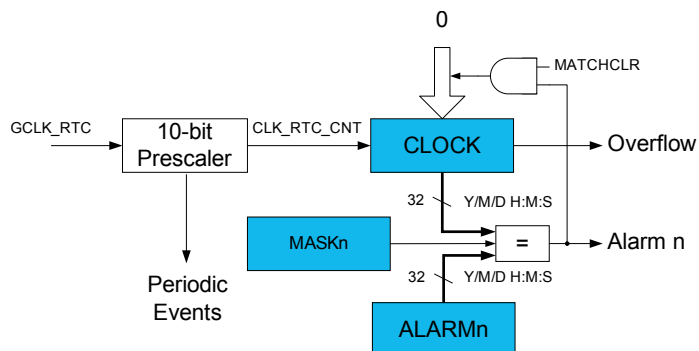 0
MATCHCLR
GCLK_RTC
10-bit
Prescaler
CLK_RTC_CNT
CLOCK
Overflow
32
Y/M/D H:M:S
MASKn
=
Alarm n
32
Y/M/D H:M:S
Periodic
Events
ALARMn